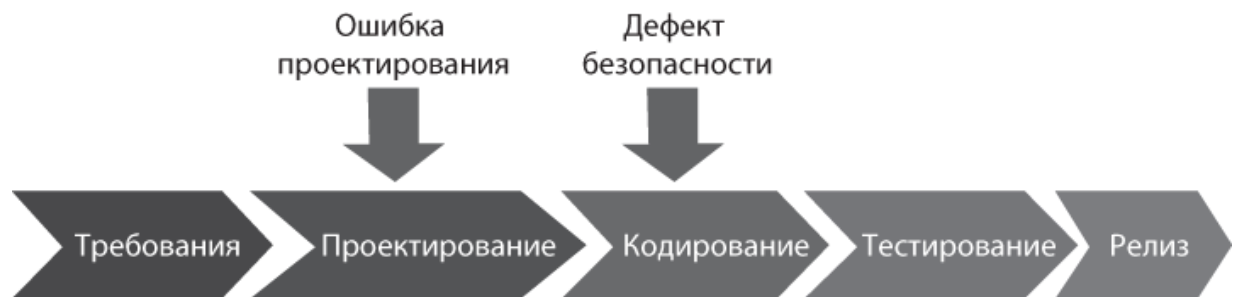 Ошибка
проектирования
Дефект
безопасности
Требования
Проектирование
Кодирование
Тестирование
Релиз